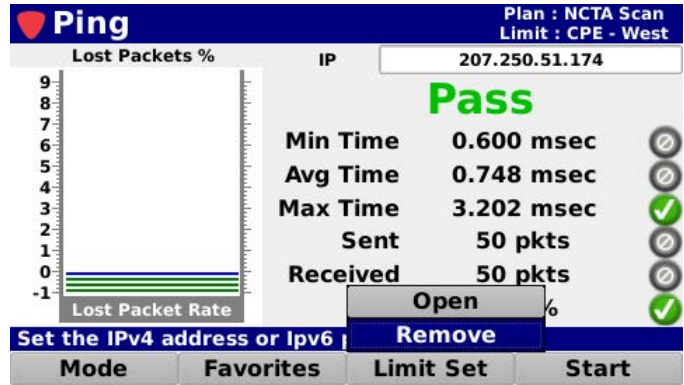 Ping
Plan : NCTA Scan
Limit : CPE - West
Lost Packets %
IP 207.250.51.174
Pass
9
8
7
6
5
4
3
2
1
0
-1
Lost Packet Rate
Min Time 0.600 msec
Avg Time 0.748 msec
Max Time 3.202 msec
Sent 50 pkts
Received 50 pkts
%
Open
Remove
Set the IPv4 address or Ipv6
Mode Favorites Limit Set Start